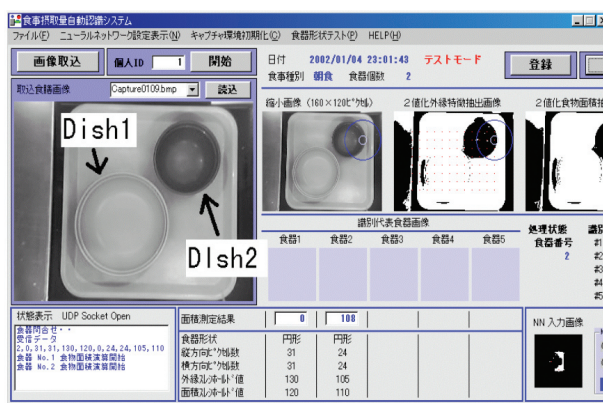 食事摂取量自動認識システム
ファイル(F) ニューラルネットワーク設定表示(N) キャプチャ環境初期化(C) 食器形状テスト(P) HELP(H)
画像取込 個人ID 1 開始
日付 2002/01/04 23:01:43 テストモード
食事種別 朝食 食器個数 2
登録
取込食膳画像 Capture0109.bmp 読込
縮小画像 (160×120ピクセル) 2値化外縁特徴抽出画像 2値化食物面積抽
Dish1
DIsh2
識別代表食器画像
食器1 食器2 食器3 食器4 食器5
処理状態 識別
食器番号 #1
2 #2
#3
#4
#5
状態表示 UDP Socket Open
食器問合せ・・
受信データ
2,0,31,31,130,120,0,24,24,105,110
食器 No.1 食物面積演算開始
食器 No.2 食物面積演算開始
面積測定結果 0 108
食器形状 円形 円形
縦方向ピクセル数 31 24
横方向ピクセル数 31 24
外縁スレショールド値 130 105
面積スレショールド値 120 110
NN 入力画像